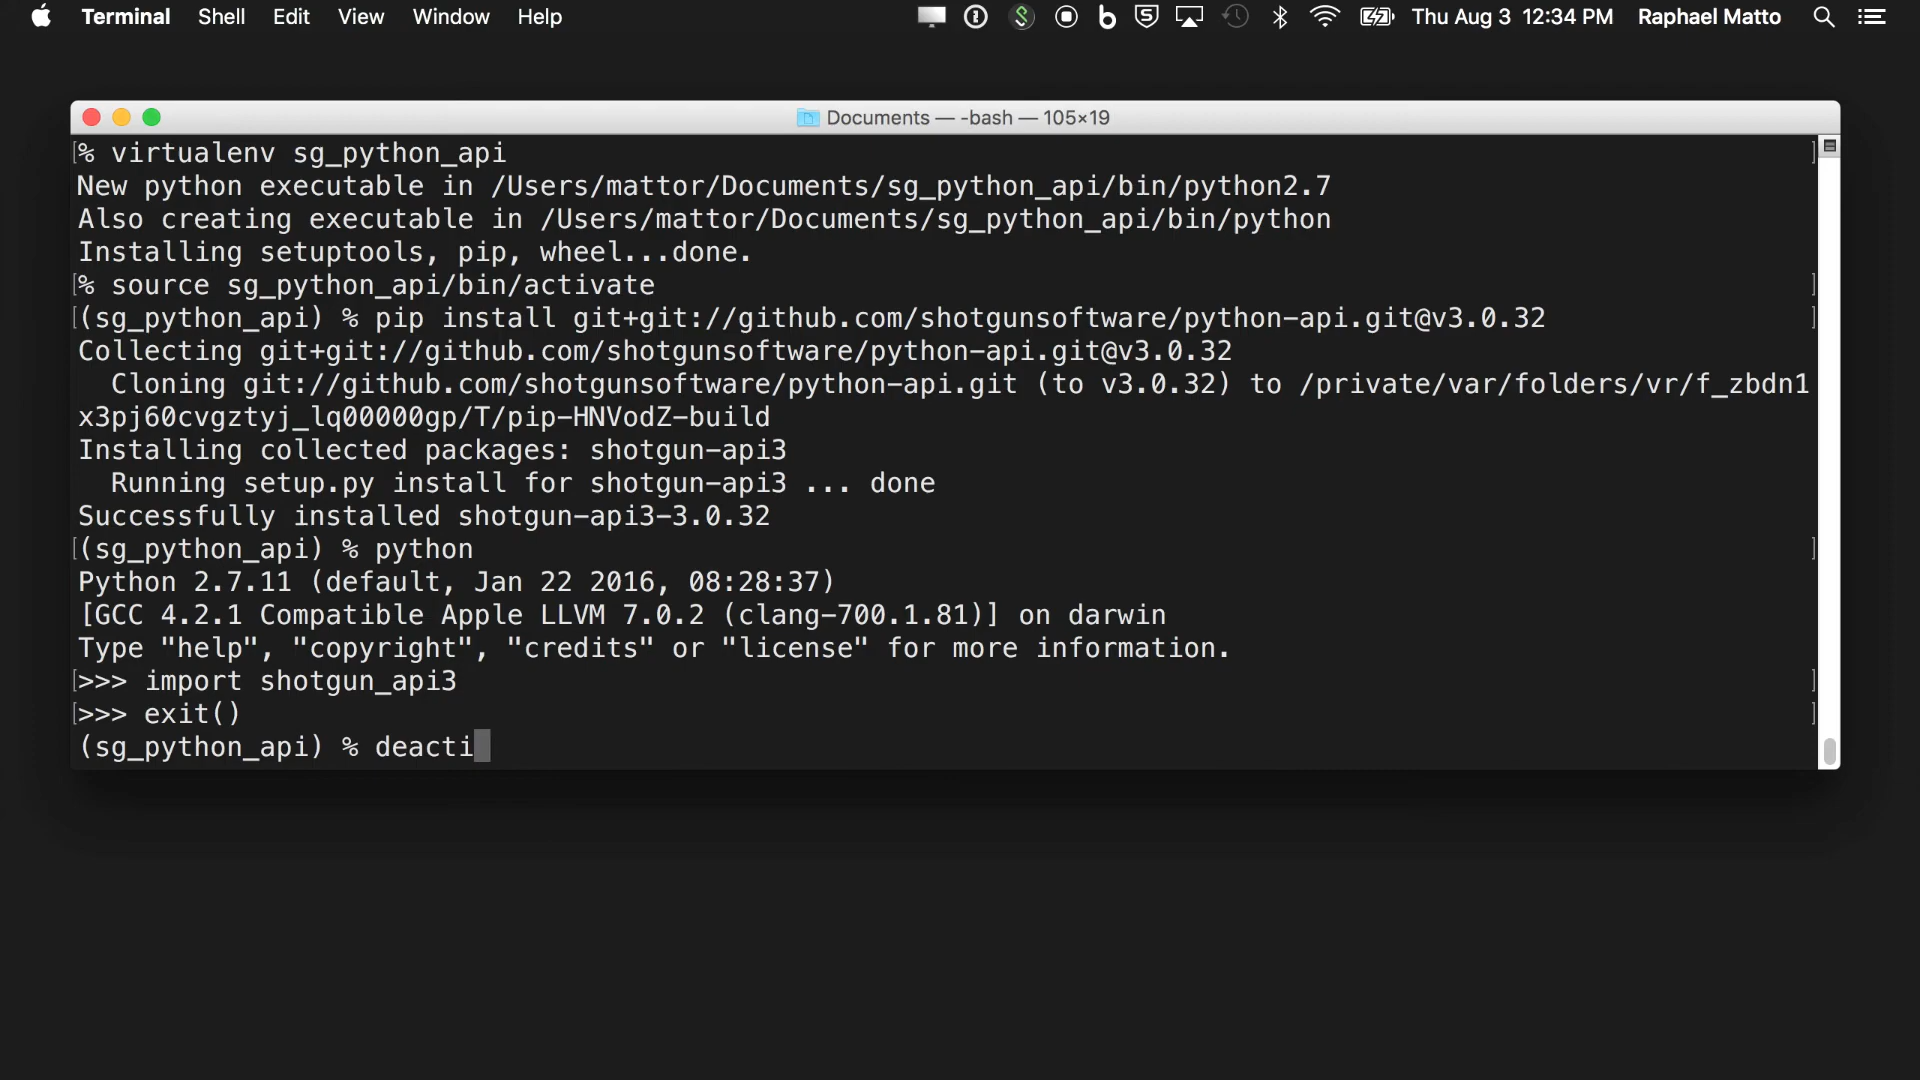 Terminal Shell Edit View Window Help Thu Aug 3 12:34 PM Raphael Matto
Documents — -bash — 105×19
[% virtualenv sg_python_api ]
New python executable in /Users/mattor/Documents/sg_python_api/bin/python2.7
Also creating executable in /Users/mattor/Documents/sg_python_api/bin/python
Installing setuptools, pip, wheel...done.
[% source sg_python_api/bin/activate ]
[(sg_python_api) % pip install git+git://github.com/shotgunsoftware/python-api.git@v3.0.32 ]
Collecting git+git://github.com/shotgunsoftware/python-api.git@v3.0.32
  Cloning git://github.com/shotgunsoftware/python-api.git (to v3.0.32) to /private/var/folders/vr/f_zbdn1
x3pj60cvgztyj_lq00000gp/T/pip-HNVodZ-build
Installing collected packages: shotgun-api3
  Running setup.py install for shotgun-api3 ... done
Successfully installed shotgun-api3-3.0.32
[(sg_python_api) % python ]
Python 2.7.11 (default, Jan 22 2016, 08:28:37)
[GCC 4.2.1 Compatible Apple LLVM 7.0.2 (clang-700.1.81)] on darwin
Type "help", "copyright", "credits" or "license" for more information.
[>>> import shotgun_api3 ]
[>>> exit() ]
(sg_python_api) % deacti